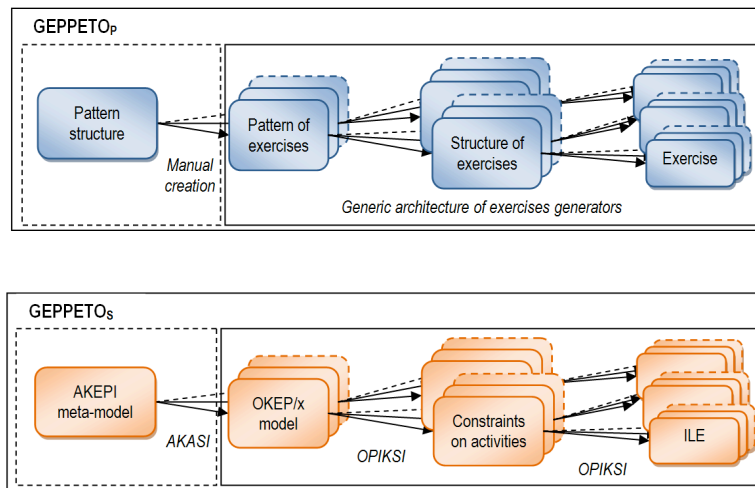 GEPPETOP
Pattern
structure
Pattern of
exercises
Structure of
exercises
Exercise
Manual
creation
Generic architecture of exercises generators
GEPPETOS
AKEPI
meta-model
OKEP/x
model
Constraints
on activities
ILE
AKASI
OPIKSI
OPIKSI